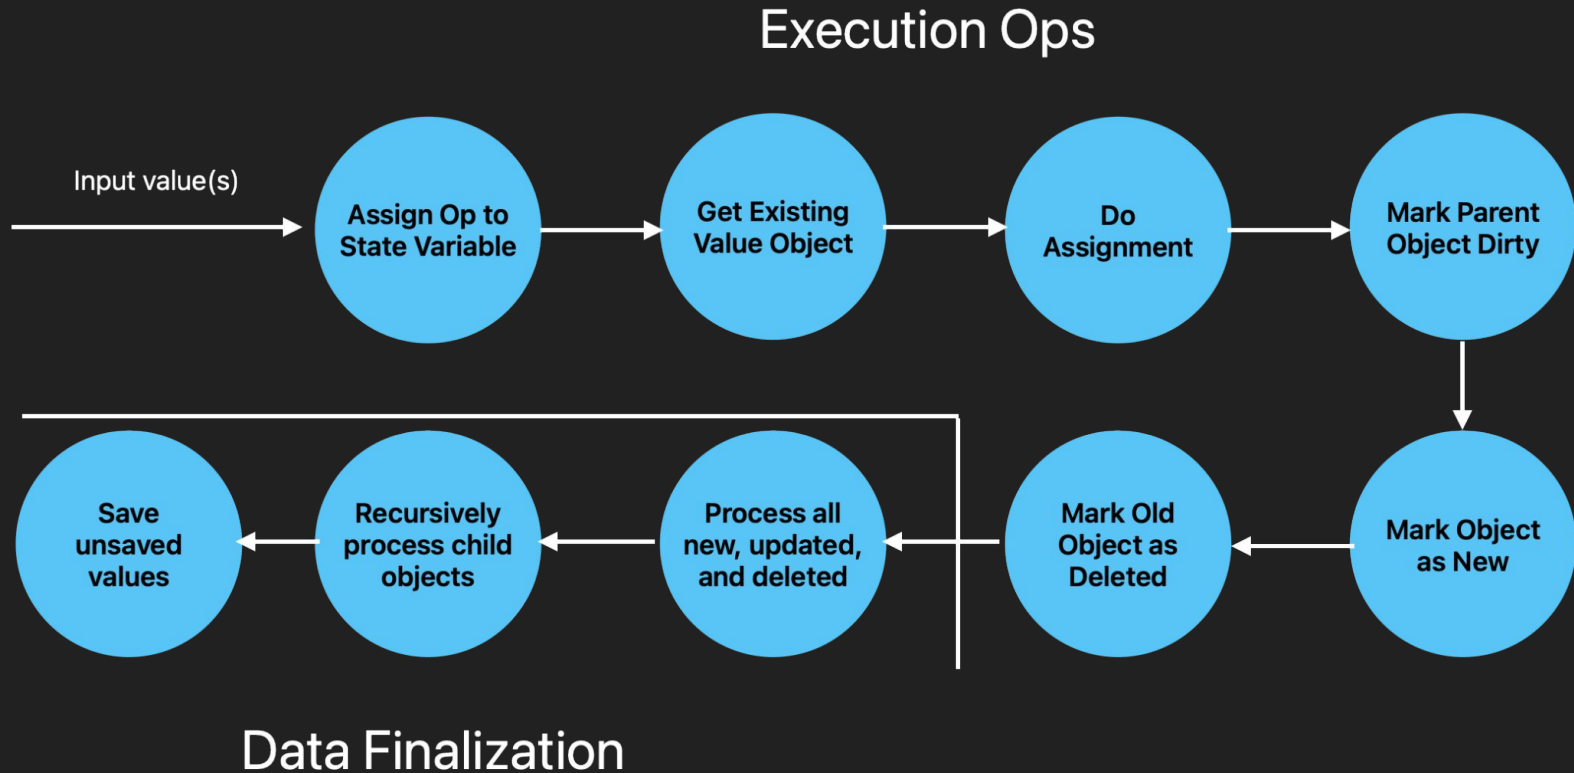 Execution Ops
Input value(s)
Assign Op to
State Variable
Get Existing
Value Object
Do
Assignment
Mark Parent
Object Dirty
Mark Object
as New
Mark Old
Object as
Deleted
Process all
new, updated,
and deleted
Recursively
process child
objects
Save
unsaved
values
Data Finalization